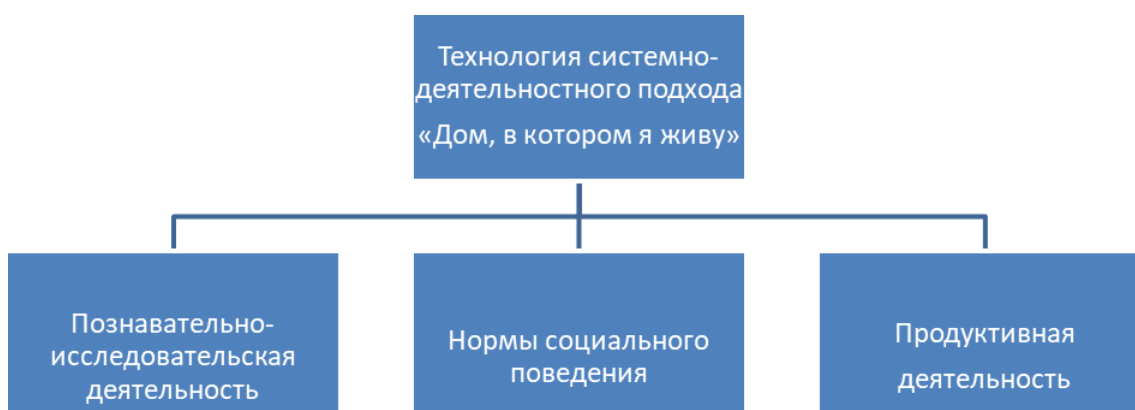 Технология системно-
деятельностного подхода
«Дом, в котором я живу»
Познавательно-
исследовательская
деятельность
Нормы социального
поведения
Продуктивная
деятельность